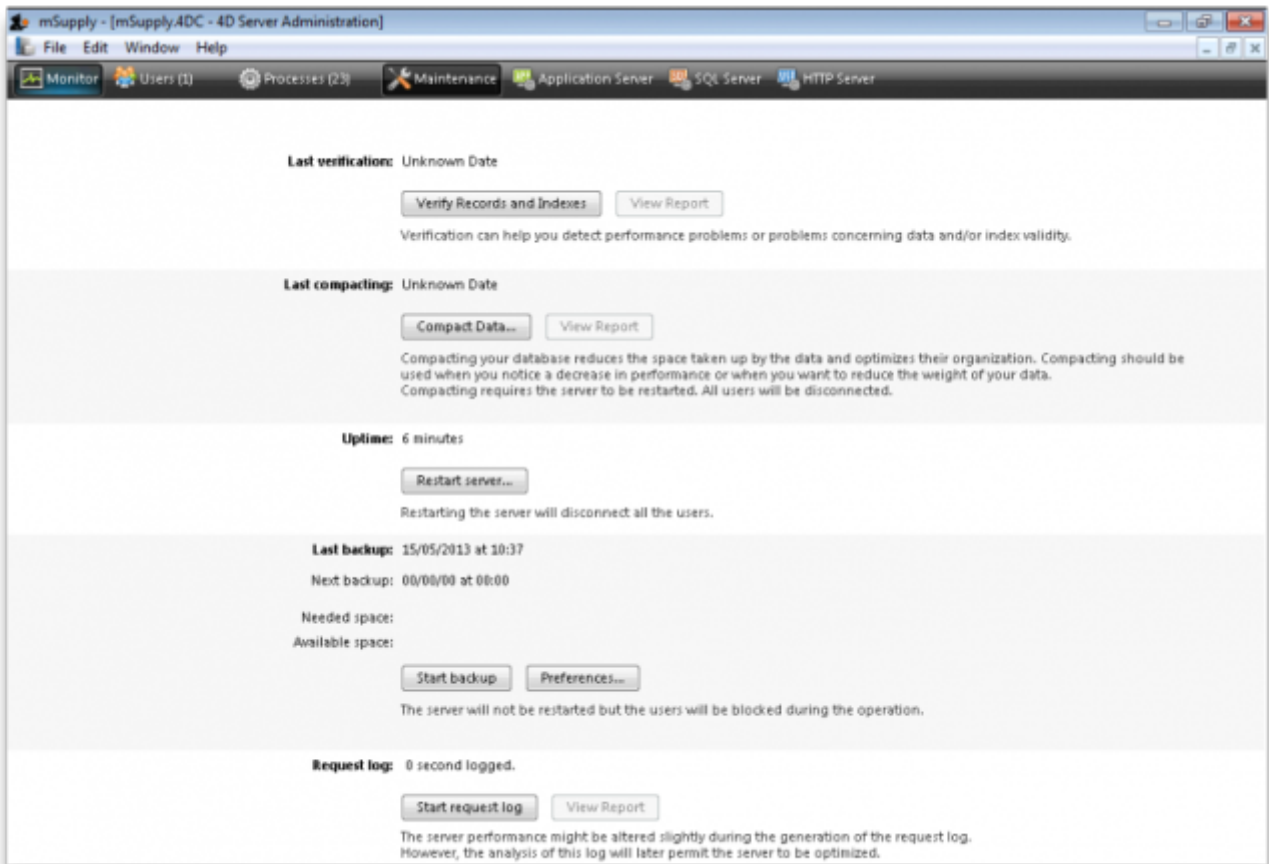 mSupply - [mSupply.4DC - 4D Server Administration]
File Edit Window Help
Monitor Users (1) Processes (23) Maintenance Application Server SQL Server HTTP Server
Last verification: Unknown Date
Verify Records and Indexes View Report
Verification can help you detect performance problems or problems concerning data and/or index validity.
Last compacting: Unknown Date
Compact Data... View Report
Compacting your database reduces the space taken up by the data and optimizes their organization. Compacting should be
used when you notice a decrease in performance or when you want to reduce the weight of your data.
Compacting requires the server to be restarted. All users will be disconnected.
Uptime: 6 minutes
Restart server...
Restarting the server will disconnect all the users.
Last backup: 15/05/2013 at 10:37
Next backup: 00/00/00 at 00:00
Needed space:
Available space:
Start backup Preferences...
The server will not be restarted but the users will be blocked during the operation.
Request log: 0 second logged.
Start request log View Report
The server performance might be altered slightly during the generation of the request log.
However, the analysis of this log will later permit the server to be optimized.